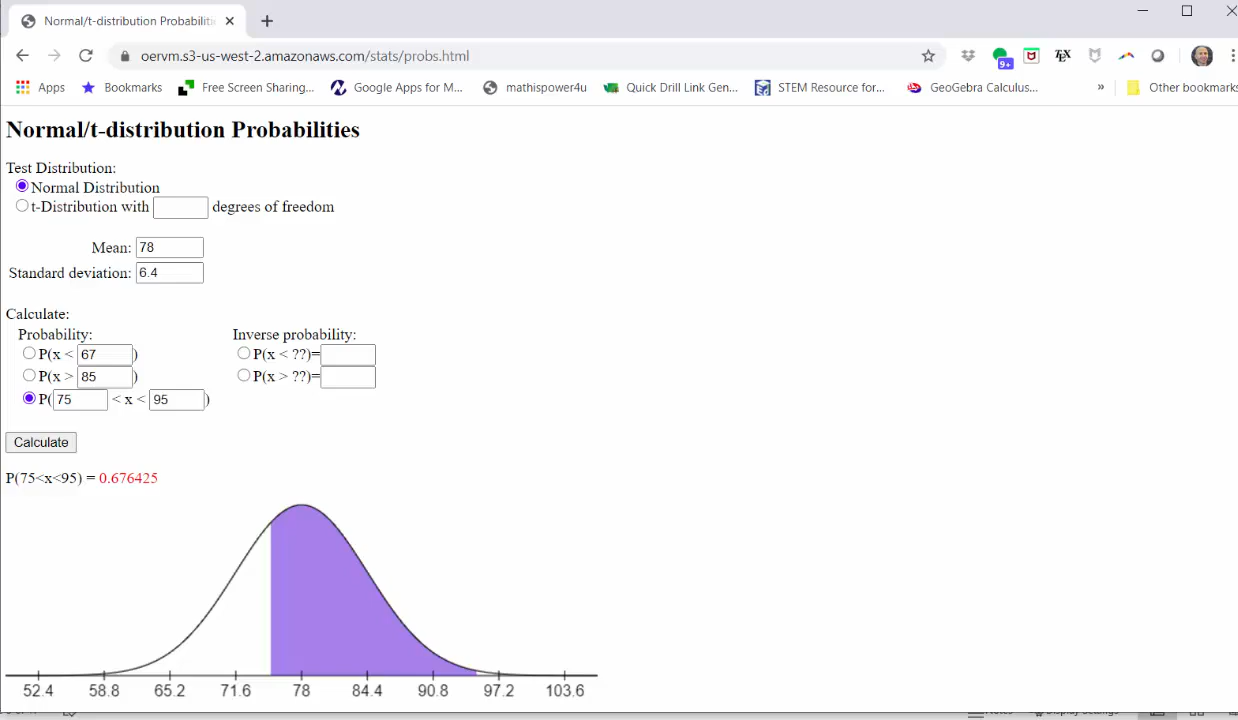 Normal/t-distribution Probabiliti
oervm.s3-us-west-2.amazonaws.com/stats/probs.html
9+
TEX
Apps Bookmarks Free Screen Sharing... Google Apps for M... mathispower4u Quick Drill Link Gen... STEM Resource for... GeoGebra Calculus... » Other bookmarks
Normal/t-distribution Probabilities
Test Distribution:
Normal Distribution
t-Distribution with degrees of freedom
Mean: 78
Standard deviation: 6.4
Calculate:
Probability: Inverse probability:
P(x < 67 ) P(x < ??)=
P(x > 85 ) P(x > ??)=
P( 75 < x < 95 )
Calculate
P(75<x<95) = 0.676425
52.4 58.8 65.2 71.6 78 84.4 90.8 97.2 103.6